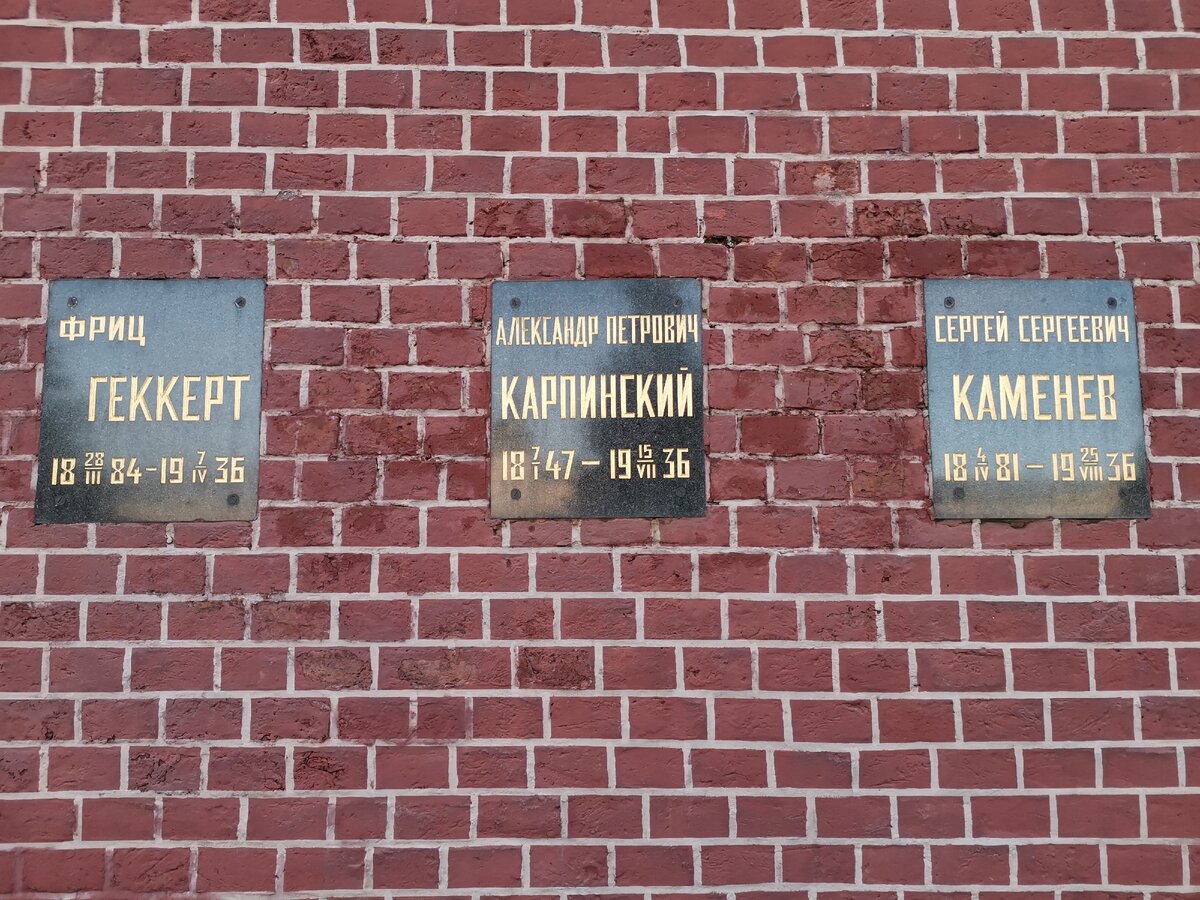 ФРИЦ
ГЕККЕРТ
18 28/III 84-19 7/IV 36
АЛЕКСАНДР ПЕТРОВИЧ
КАРПИНСКИЙ
18 7/I 47 — 19 15/VII 36
СЕРГЕЙ СЕРГЕЕВИЧ
КАМЕНЕВ
18 4/IV 81 — 19 25/VIII 36